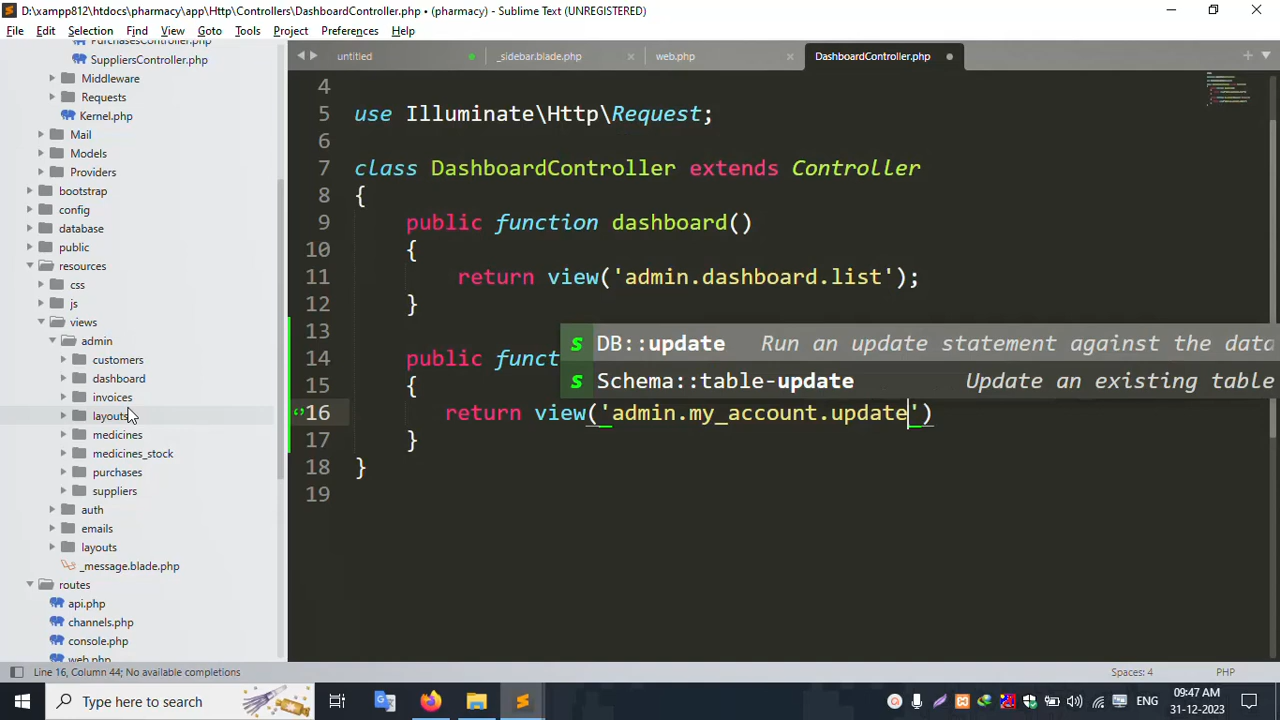 D:\xampp812\htdocs\pharmacy\app\Http\Controllers\DashboardController.php • (pharmacy) - Sublime Text (UNREGISTERED)
File Edit Selection Find View Goto Tools Project Preferences Help
PurchasesController.php
SuppliersController.php
Middleware
Requests
Kernel.php
Mail
Models
Providers
bootstrap
config
database
public
resources
css
js
views
admin
customers
dashboard
invoices
layouts
medicines
medicines_stock
purchases
suppliers
auth
emails
layouts
_message.blade.php
routes
api.php
channels.php
console.php
web.php
untitled _sidebar.blade.php web.php DashboardController.php
4
5 use Illuminate\Http\Request;
6
7 class DashboardController extends Controller
8 {
9 public function dashboard()
10 {
11 return view('admin.dashboard.list');
12 }
13
14 public funct
15 {
16 return view('admin.my_account.update')
17 }
18 }
19
s DB::update Run an update statement against the data
s Schema::table-update Update an existing table
Line 16, Column 44; No available completions Spaces: 4 PHP
Type here to search
ENG
09:47 AM
31-12-2023